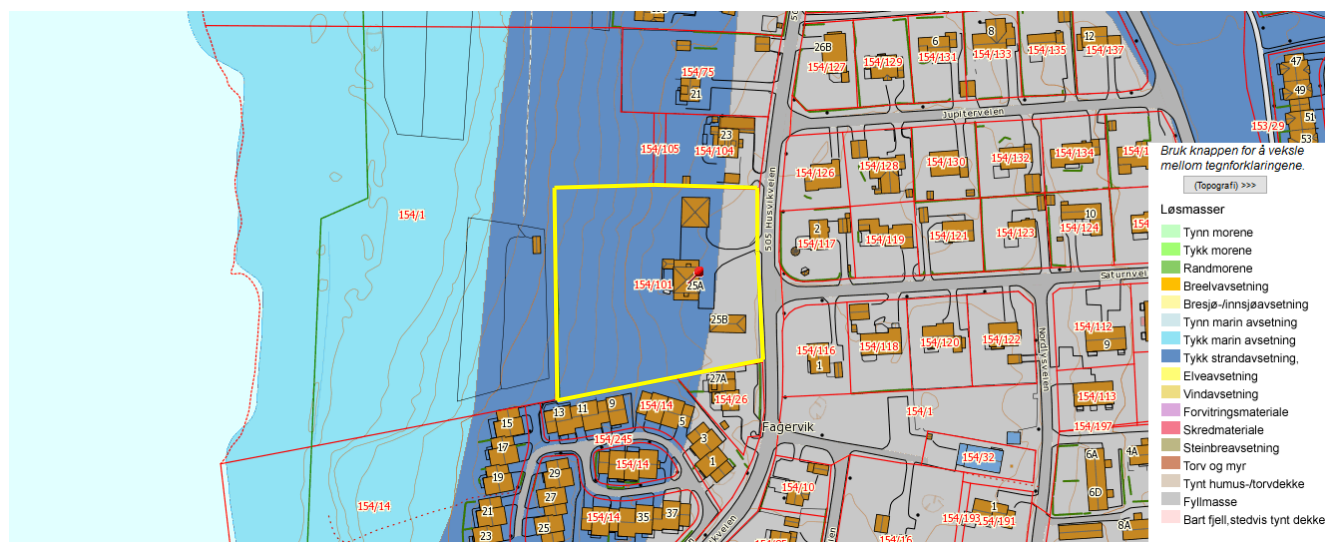 26B
6
8
12
154/127
154/129
154/131
154/133
154/135
154/137
47
49
51
53
153/29
154/75
21
Jupiterveien
23
154/105
154/104
154/126
154/128
154/130
154/132
154/134
Bruk knappen for å veksle
mellom tegnforklaringene.
(Topografi) >>>
Løsmasser
Tynn morene
Tykk morene
Randmorene
Breelvavsetning
Bresjø-/innsjøavsetning
Tynn marin avsetning
Tykk marin avsetning
Tykk strandavsetning,
Elveavsetning
Vindavsetning
Forvitringsmateriale
Skredmateriale
Steinbreavsetning
Torv og myr
Tynt humus-/torvdekke
Fyllmasse
Bart fjell,stedvis tynt dekke
154/1
505 Husvikveien
2
154/117
154/119
154/121
154/123
10
154/124
Saturnveien
154/101
25A
25B
154/116
1
154/118
154/120
154/122
Nordlysveien
154/112
9
27A
154/26
154/113
154/1
154/197
13
11
9
154/14
5
3
1
Fagervik
15
17
19
154/245
29
27
25
154/14
154/32
6A
4A
6D
154/10
154/14
21
23
154/14
35
37
1
154/193
154/191
154/16
8A